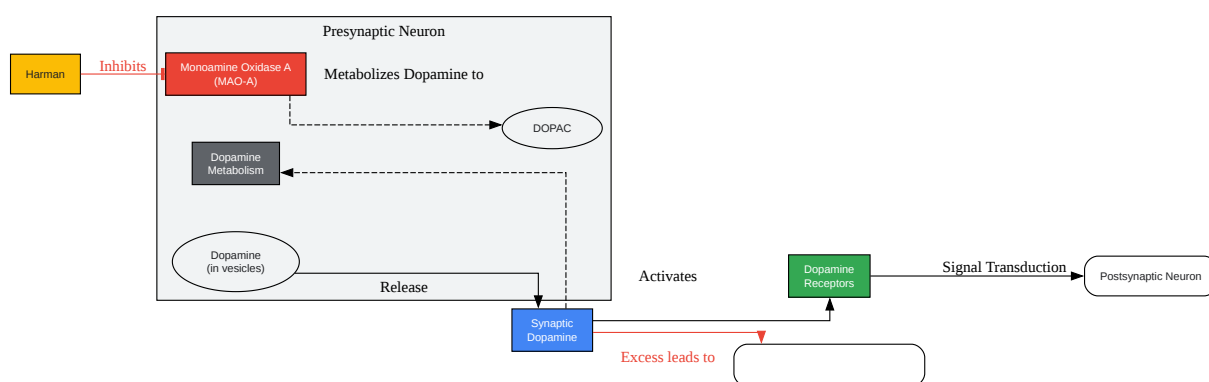 Presynaptic Neuron
Harman
Inhibits
Monoamine Oxidase A
(MAO-A)
Metabolizes Dopamine to
DOPAC
Dopamine
Metabolism
Dopamine
(in vesicles)
Release
Activates
Dopamine
Receptors
Signal Transduction
Postsynaptic Neuron
Synaptic
Dopamine
Excess leads to